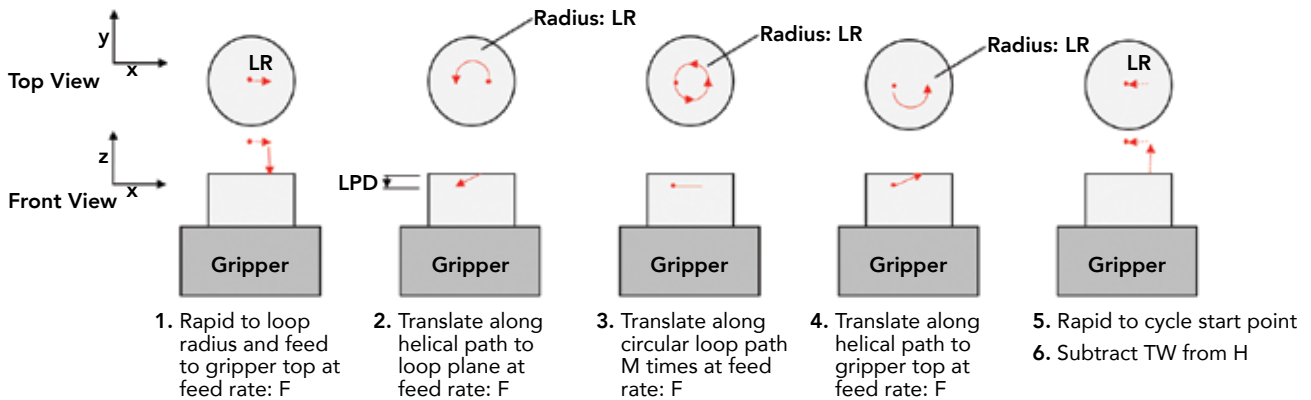 Radius: LR
Radius: LR
Radius: LR
y
x
LR
LR
Top View
z
x
LPD
Front View
Gripper
Gripper
Gripper
Gripper
Gripper
1. Rapid to loop
radius and feed
to gripper top at
feed rate: F
2. Translate along
helical path to
loop plane at
feed rate: F
3. Translate along
circular loop path
M times at feed
rate: F
4. Translate along
helical path to
gripper top at
feed rate: F
5. Rapid to cycle start point
6. Subtract TW from H